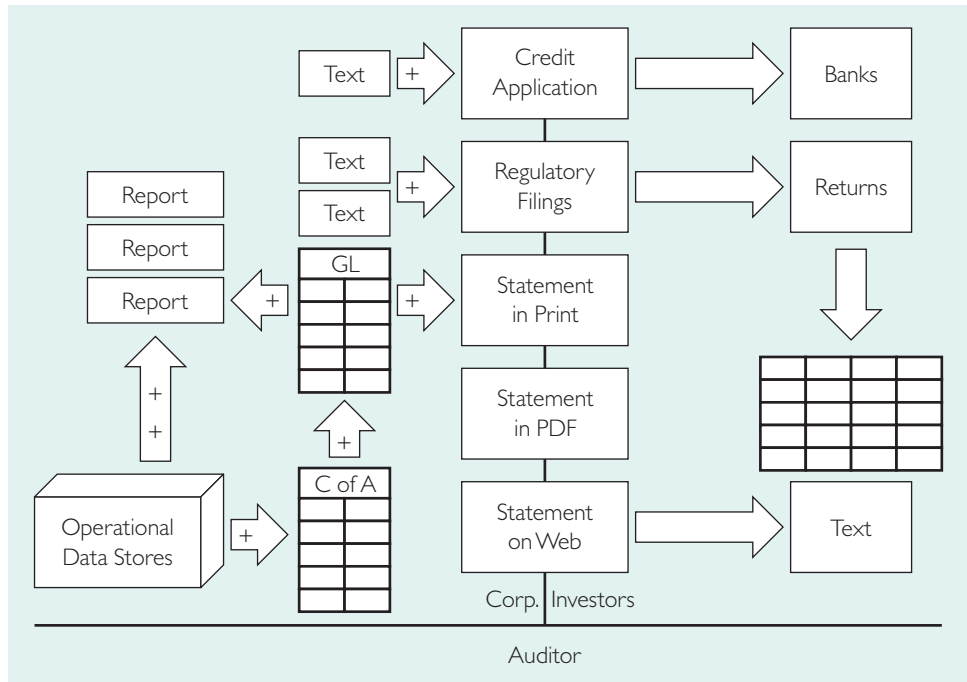 Text
+
Credit
Application
Banks
Text
Text
+
Regulatory
Filings
Returns
Report
Report
Report
+
GL
+
Statement
in Print
+
+
+
Statement
in PDF
Operational
Data Stores
+
C of A
Statement
on Web
Text
Corp. Investors
Auditor